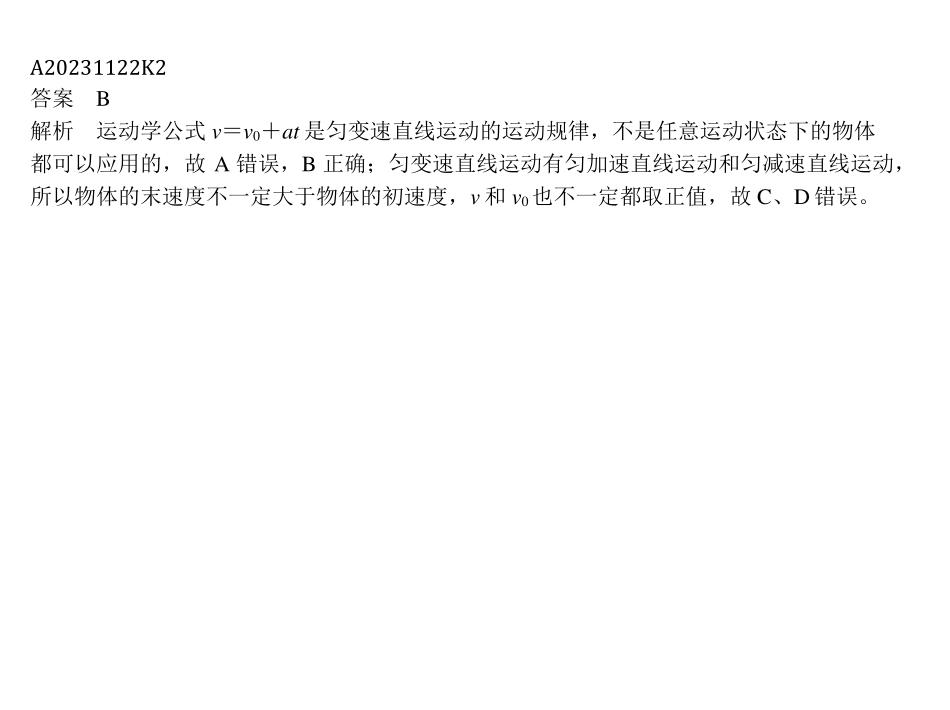 A20231122K2
答案　B
解析　运动学公式 v＝v₀＋at 是匀变速直线运动的运动规律，不是任意运动状态下的物体
都可以应用的，故 A 错误，B 正确；匀变速直线运动有匀加速直线运动和匀减速直线运动，
所以物体的末速度不一定大于物体的初速度，v 和 v₀也不一定都取正值，故 C、D 错误。